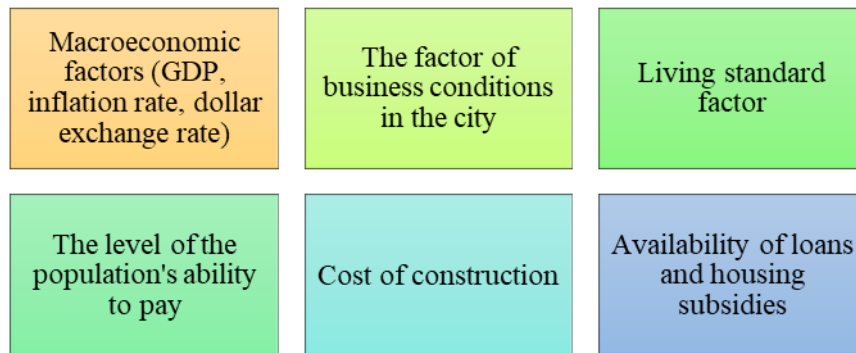 Macroeconomic
factors (GDP,
inflation rate, dollar
exchange rate)
The factor of
business conditions
in the city
Living standard
factor
The level of the
population's ability
to pay
Cost of construction
Availability of loans
and housing
subsidies